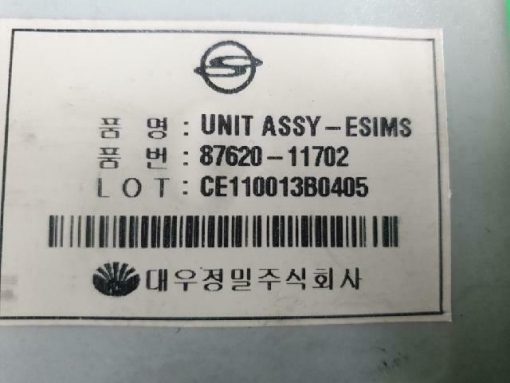 품 명 : UNIT ASSY-ESIMS
품 번 : 87620-11702
LOT : CE110013B0405
대우정밀주식회사